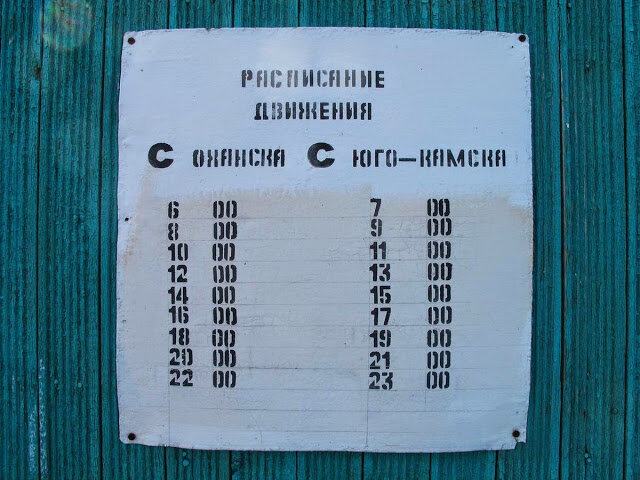 РАСПИСАНИЕ
ДВИЖЕНИЯ
С ОХАНСКА С ЮГО-КАМСКА
6 00 7 00
8 00 9 00
10 00 11 00
12 00 13 00
14 00 15 00
16 00 17 00
18 00 19 00
20 00 21 00
22 00 23 00